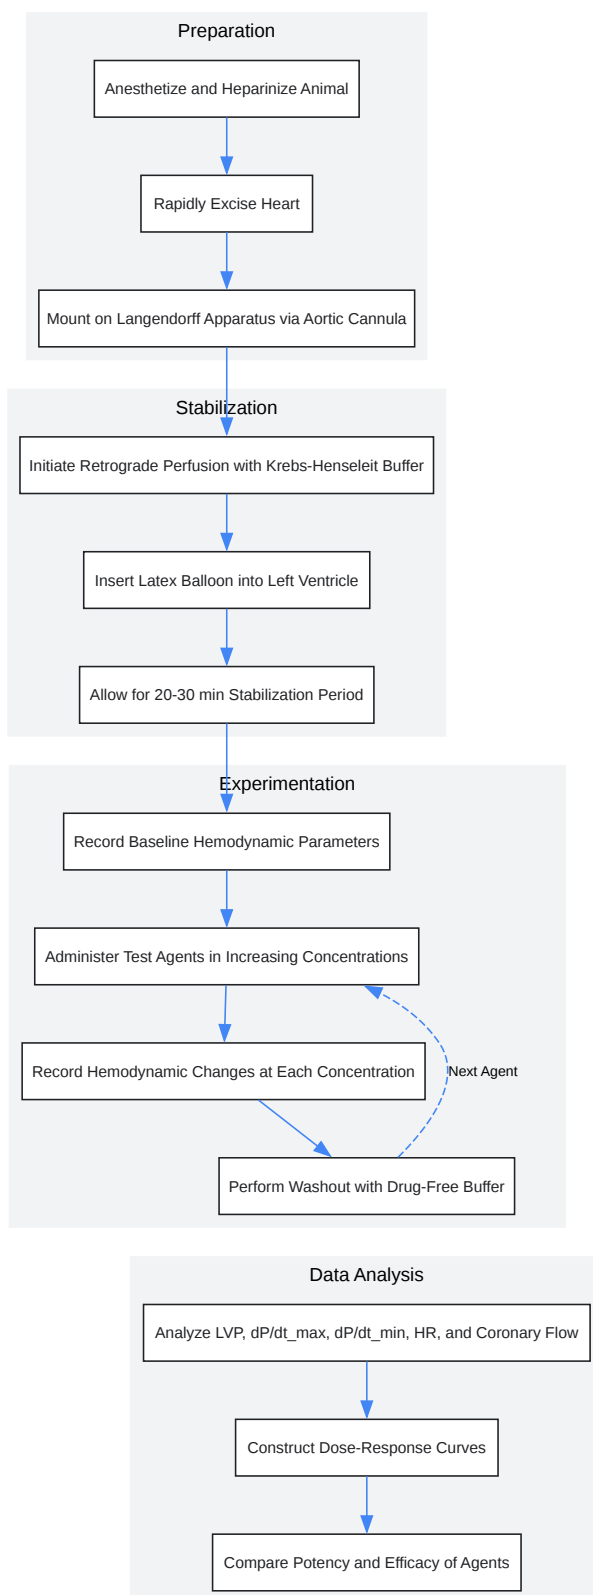 Preparation
Anesthetize and Heparinize Animal
Rapidly Excise Heart
Mount on Langendorff Apparatus via Aortic Cannula
Stabilization
Initiate Retrograde Perfusion with Krebs-Henseleit Buffer
Insert Latex Balloon into Left Ventricle
Allow for 20-30 min Stabilization Period
Experimentation
Record Baseline Hemodynamic Parameters
Administer Test Agents in Increasing Concentrations
Record Hemodynamic Changes at Each Concentration
Next Agent
Perform Washout with Drug-Free Buffer
Data Analysis
Analyze LVP, dP/dt_max, dP/dt_min, HR, and Coronary Flow
Construct Dose-Response Curves
Compare Potency and Efficacy of Agents